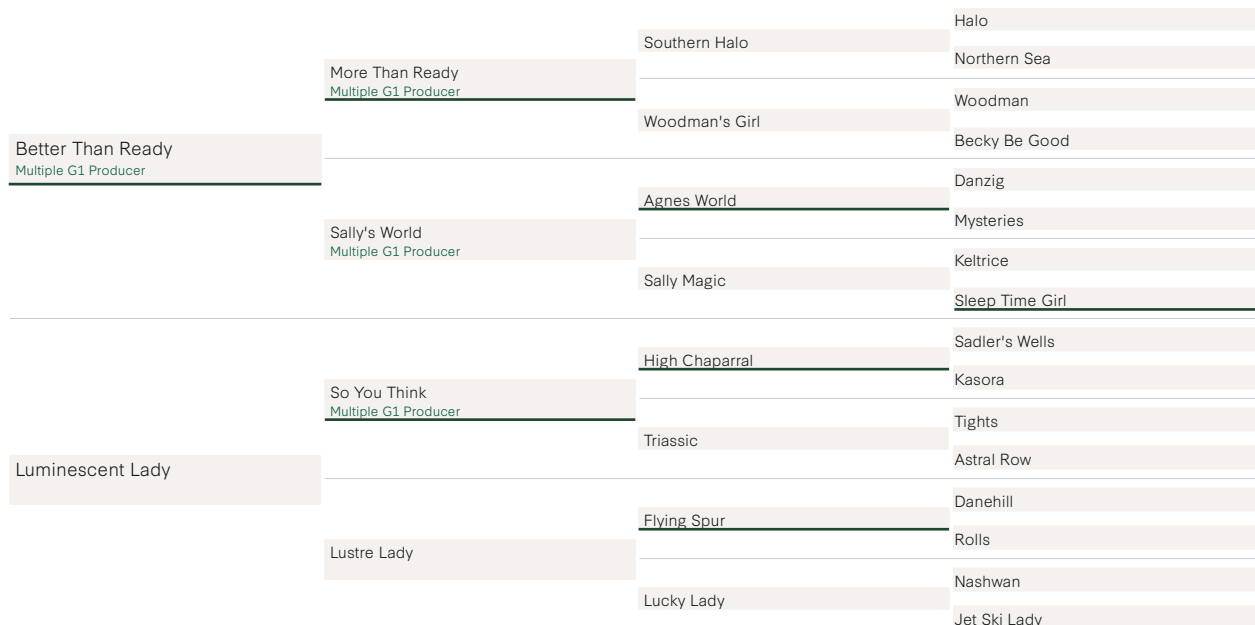 Better Than Ready
Multiple G1 Producer
Luminescent Lady
More Than Ready
Multiple G1 Producer
Sally's World
Multiple G1 Producer
So You Think
Multiple G1 Producer
Lustre Lady
Southern Halo
Woodman's Girl
Agnes World
Sally Magic
High Chaparral
Triassic
Flying Spur
Lucky Lady
Halo
Northern Sea
Woodman
Becky Be Good
Danzig
Mysteries
Keltrice
Sleep Time Girl
Sadler's Wells
Kasora
Tights
Astral Row
Danehill
Rolls
Nashwan
Jet Ski Lady